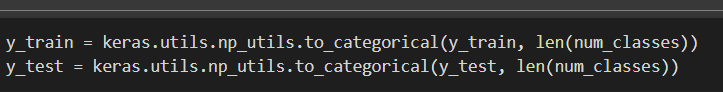 y_train = keras.utils.np_utils.to_categorical(y_train, len(num_classes))
y_test = keras.utils.np_utils.to_categorical(y_test, len(num_classes))